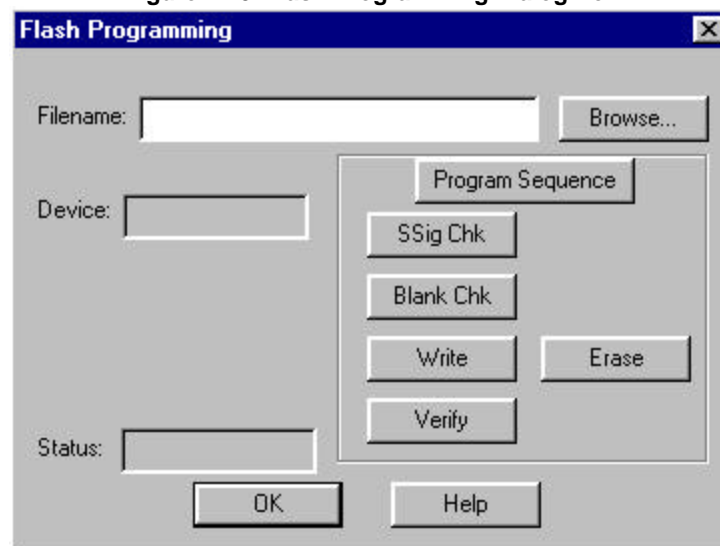 Flash Programming
Filename:
Browse...
Program Sequence
Device:
SSig Chk
Blank Chk
Write
Erase
Verify
Status:
OK
Help